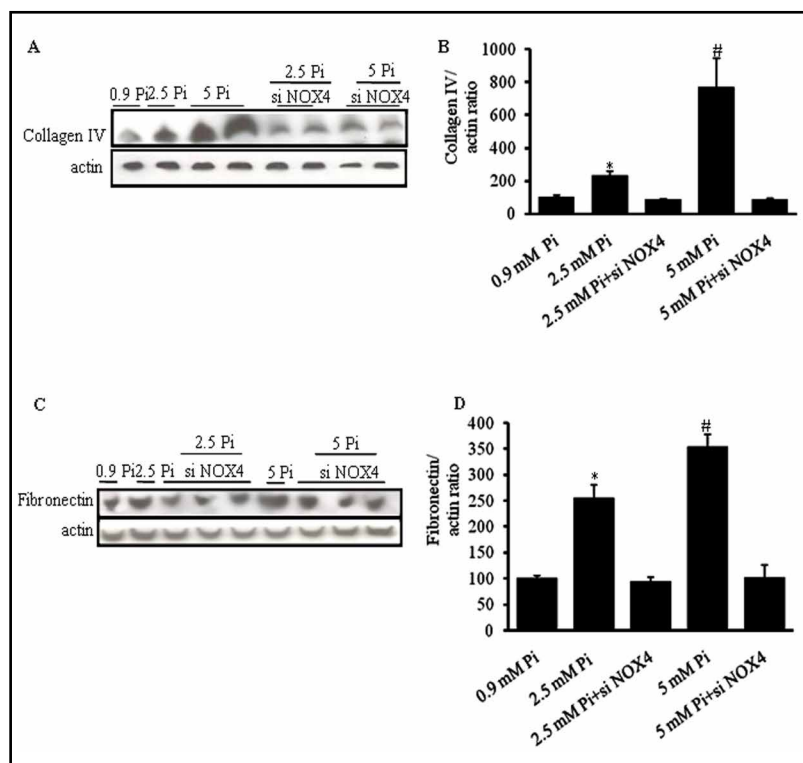 A
2.5 Pi
5 Pi
0.9 Pi
2.5 Pi
5 Pi
si NOX4
si NOX4
Collagen IV
actin
B
Collagen IV/
actin ratio
1000
800
600
400
200
0
*
#
0.9 mM Pi
2.5 mM Pi
2.5 mM Pi+si NOX4
5 mM Pi
5 mM Pi+si NOX4
C
2.5 Pi
5 Pi
0.9 Pi
2.5 Pi
si NOX4
5 Pi
si NOX4
Fibronectin
actin
D
Fibronectin/
actin ratio
400
350
300
250
200
150
100
50
0
*
#
0.9 mM Pi
2.5 mM Pi
2.5 mM Pi+si NOX4
5 mM Pi
5 mM Pi+si NOX4